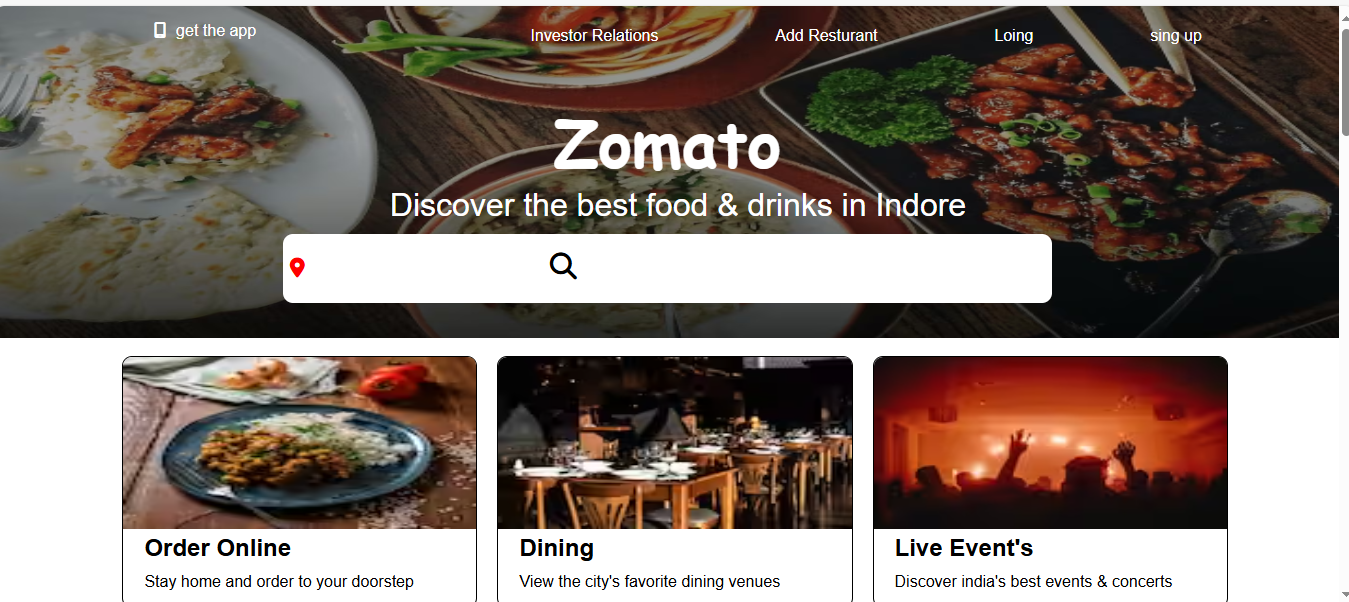 get the app
Investor Relations
Add Resturant
Loing
sing up
Zomato
Discover the best food & drinks in Indore
Order Online
Stay home and order to your doorstep
Dining
View the city's favorite dining venues
Live Event's
Discover india's best events & concerts